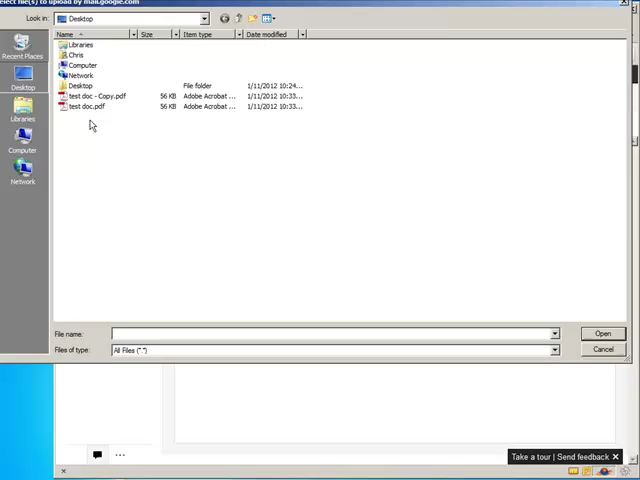 elect file(s) to upload by mail.google.com
Look in: Desktop
Name Size Item type Date modified
Libraries
Chris
Computer
Network
Desktop File folder 1/11/2012 10:24...
test doc - Copy.pdf 56 KB Adobe Acrobat ... 1/11/2012 10:33...
test doc.pdf 56 KB Adobe Acrobat ... 1/11/2012 10:33...
Recent Places
Desktop
Libraries
Computer
Network
File name: Open
Files of type: All Files (*.*) Cancel
Take a tour | Send feedback ×